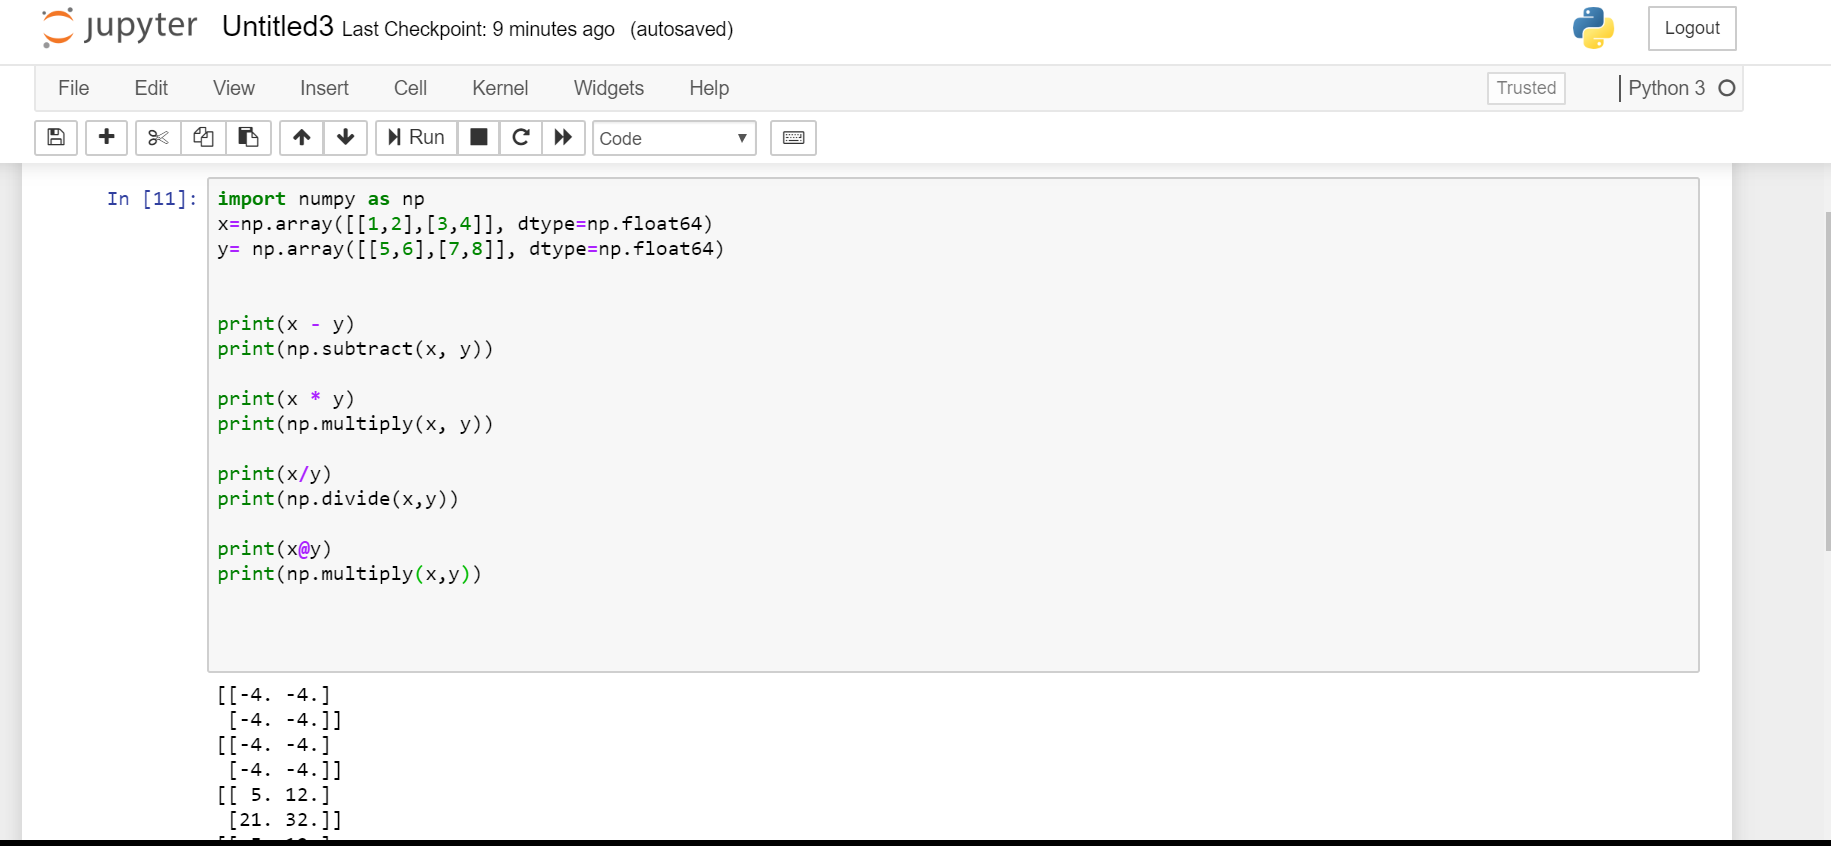 jupyter Untitled3 Last Checkpoint: 9 minutes ago (autosaved) Logout
File Edit View Insert Cell Kernel Widgets Help Trusted Python 3
Run Code
In [11]:
import numpy as np
x=np.array([[1,2],[3,4]], dtype=np.float64)
y= np.array([[5,6],[7,8]], dtype=np.float64)
print(x - y)
print(np.subtract(x, y))
print(x * y)
print(np.multiply(x, y))
print(x/y)
print(np.divide(x,y))
print(x@y)
print(np.multiply(x,y))
[[-4. -4.]
 [-4. -4.]]
[[-4. -4.]
 [-4. -4.]]
[[ 5. 12.]
 [21. 32.]]